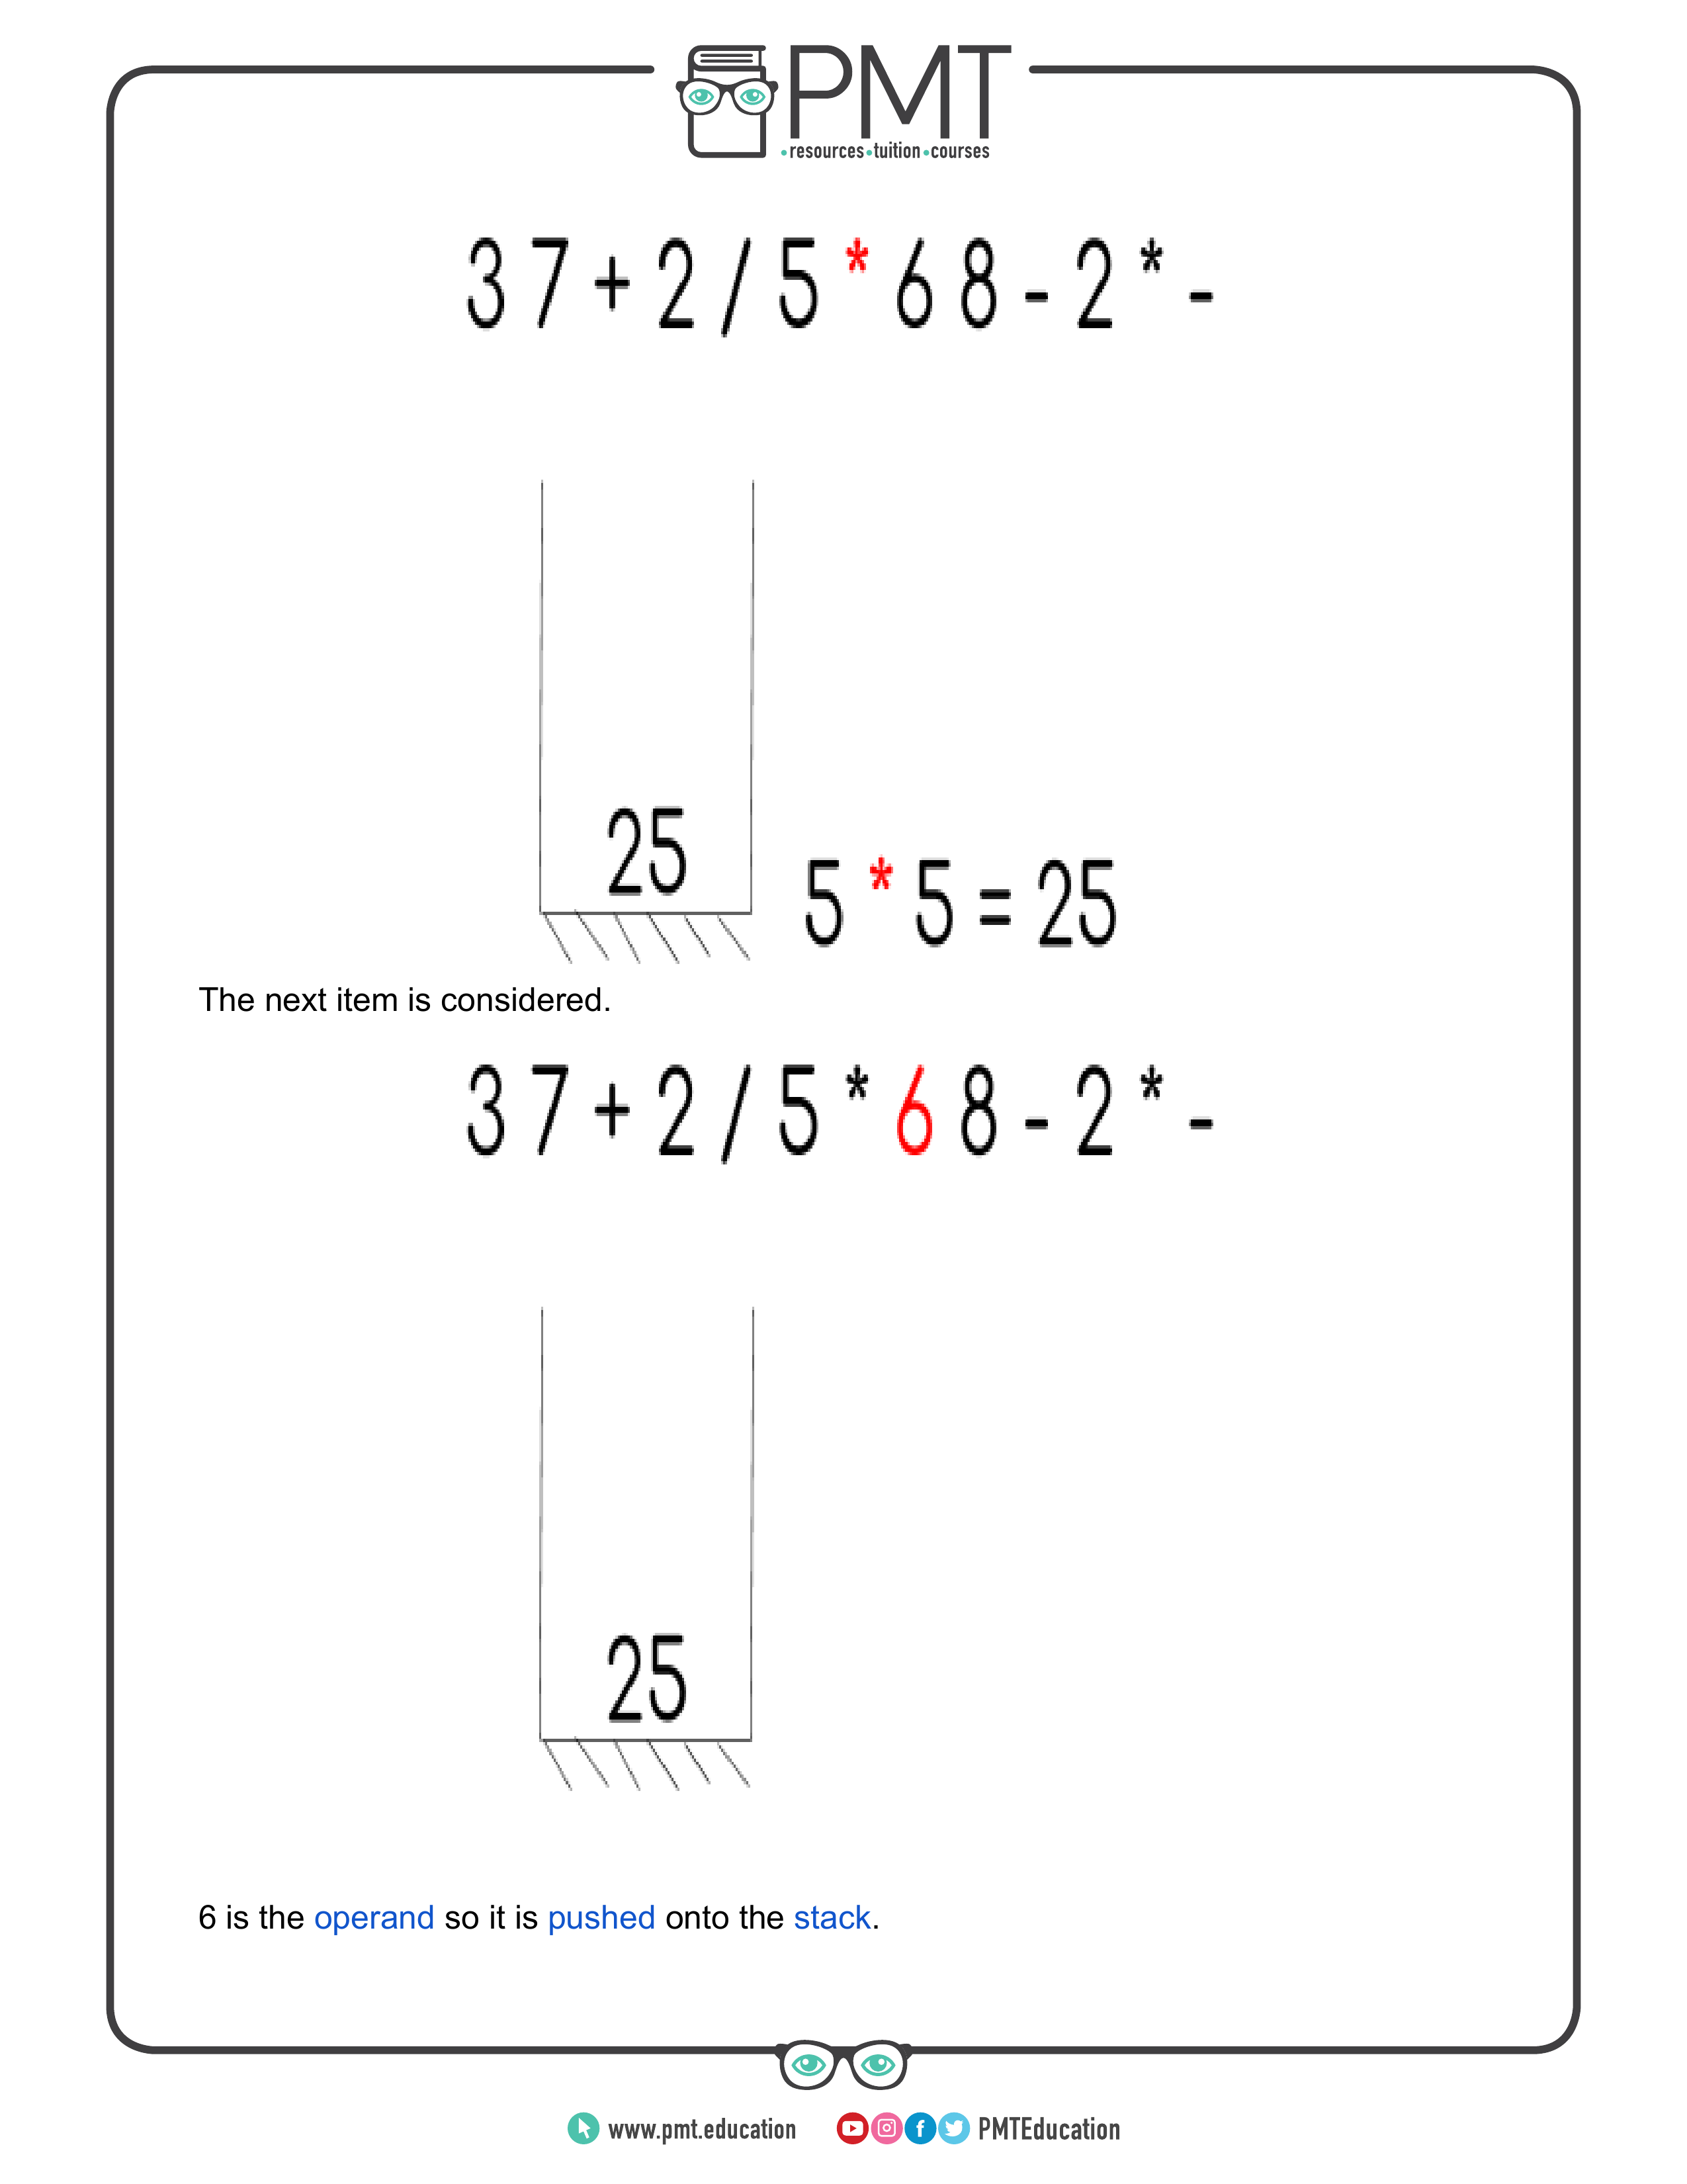 PMT
•resources•tuition•courses
3 7 + 2 / 5 * 6 8 - 2 * -
25
5 * 5 = 25
The next item is considered.
3 7 + 2 / 5 * 6 8 - 2 * -
25
6 is the operand so it is pushed onto the stack.
www.pmt.education PMTEducation